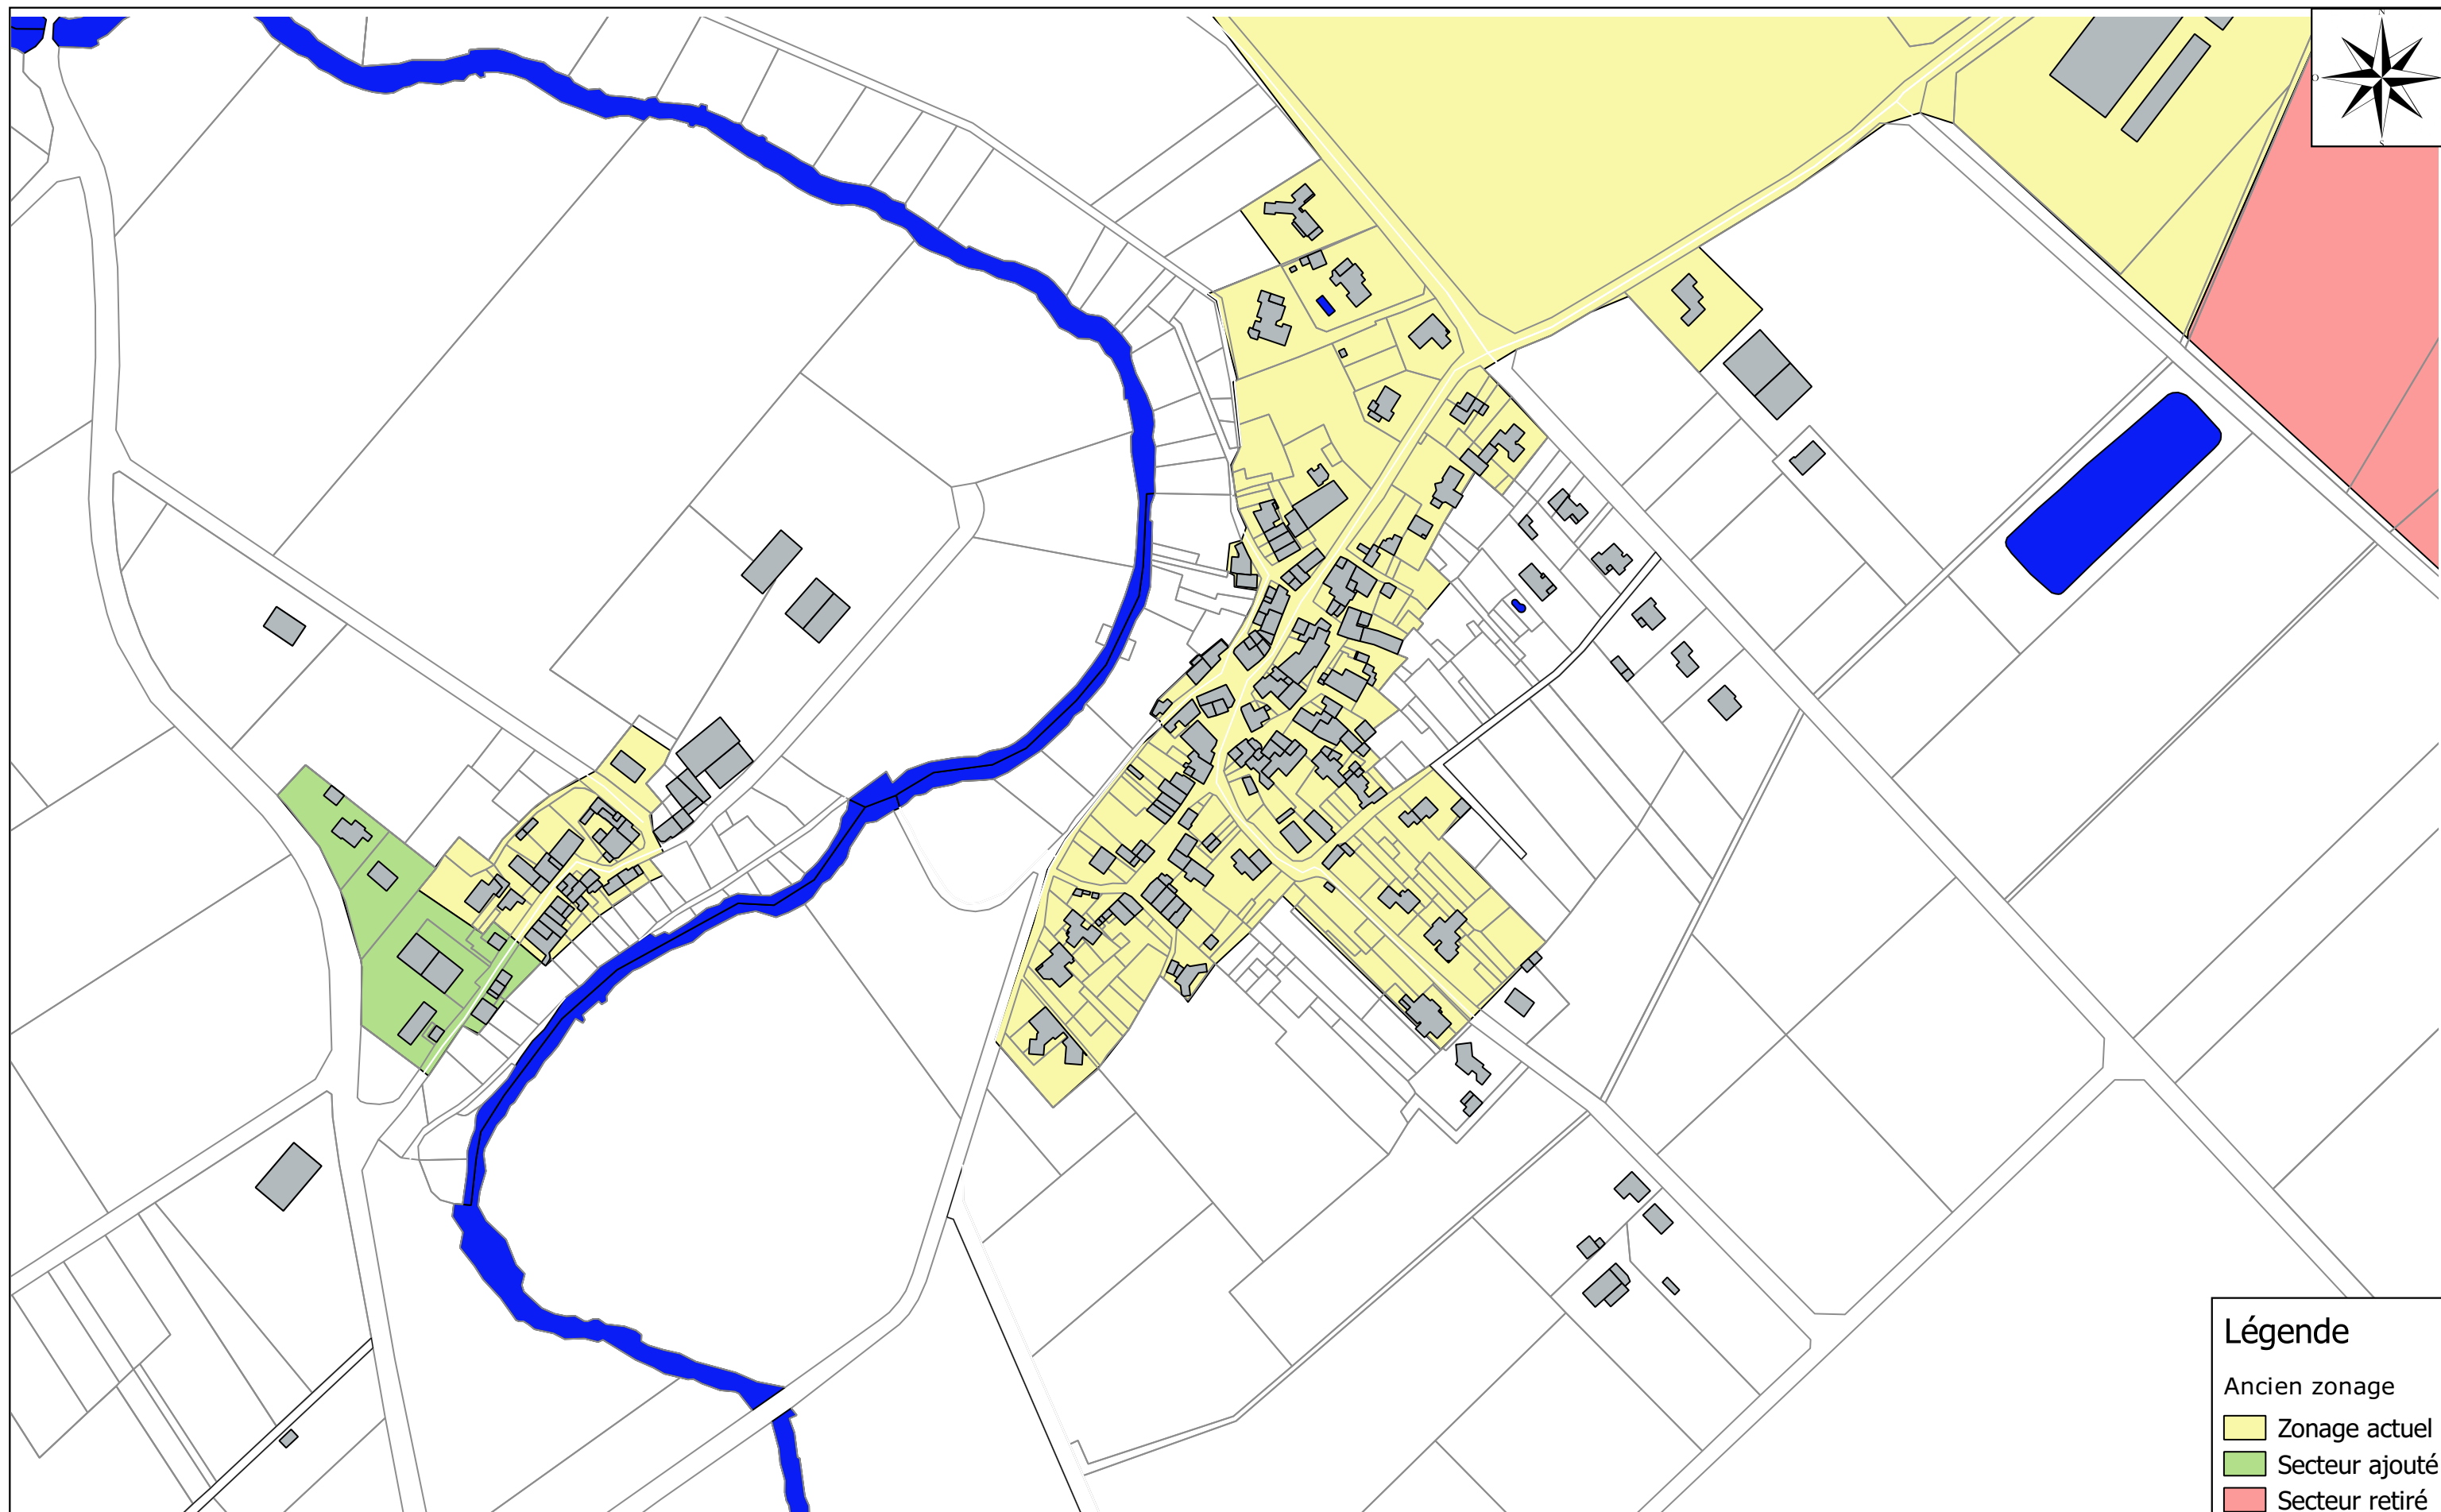 N
O
S
Légende
Ancien zonage
Zonage actuel
Secteur ajouté
Secteur retiré